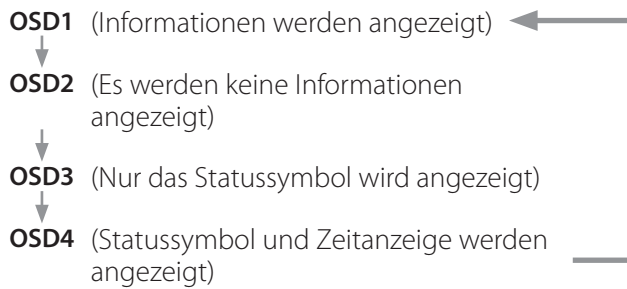 OSD1 (Informationen werden angezeigt)
OSD2 (Es werden keine Informationen
angezeigt)
OSD3 (Nur das Statussymbol wird angezeigt)
OSD4 (Statussymbol und Zeitanzeige werden
angezeigt)